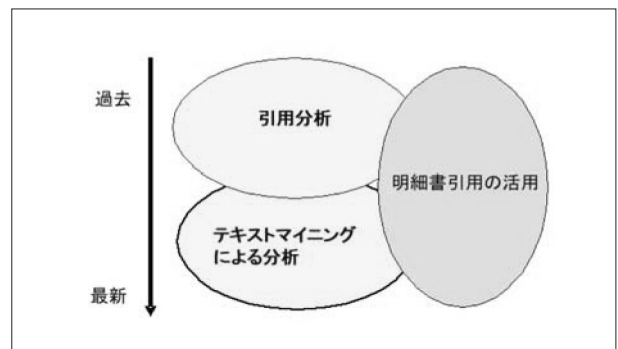 過去
引用分析
明細書引用の活用
テキストマイニング
による分析
最新